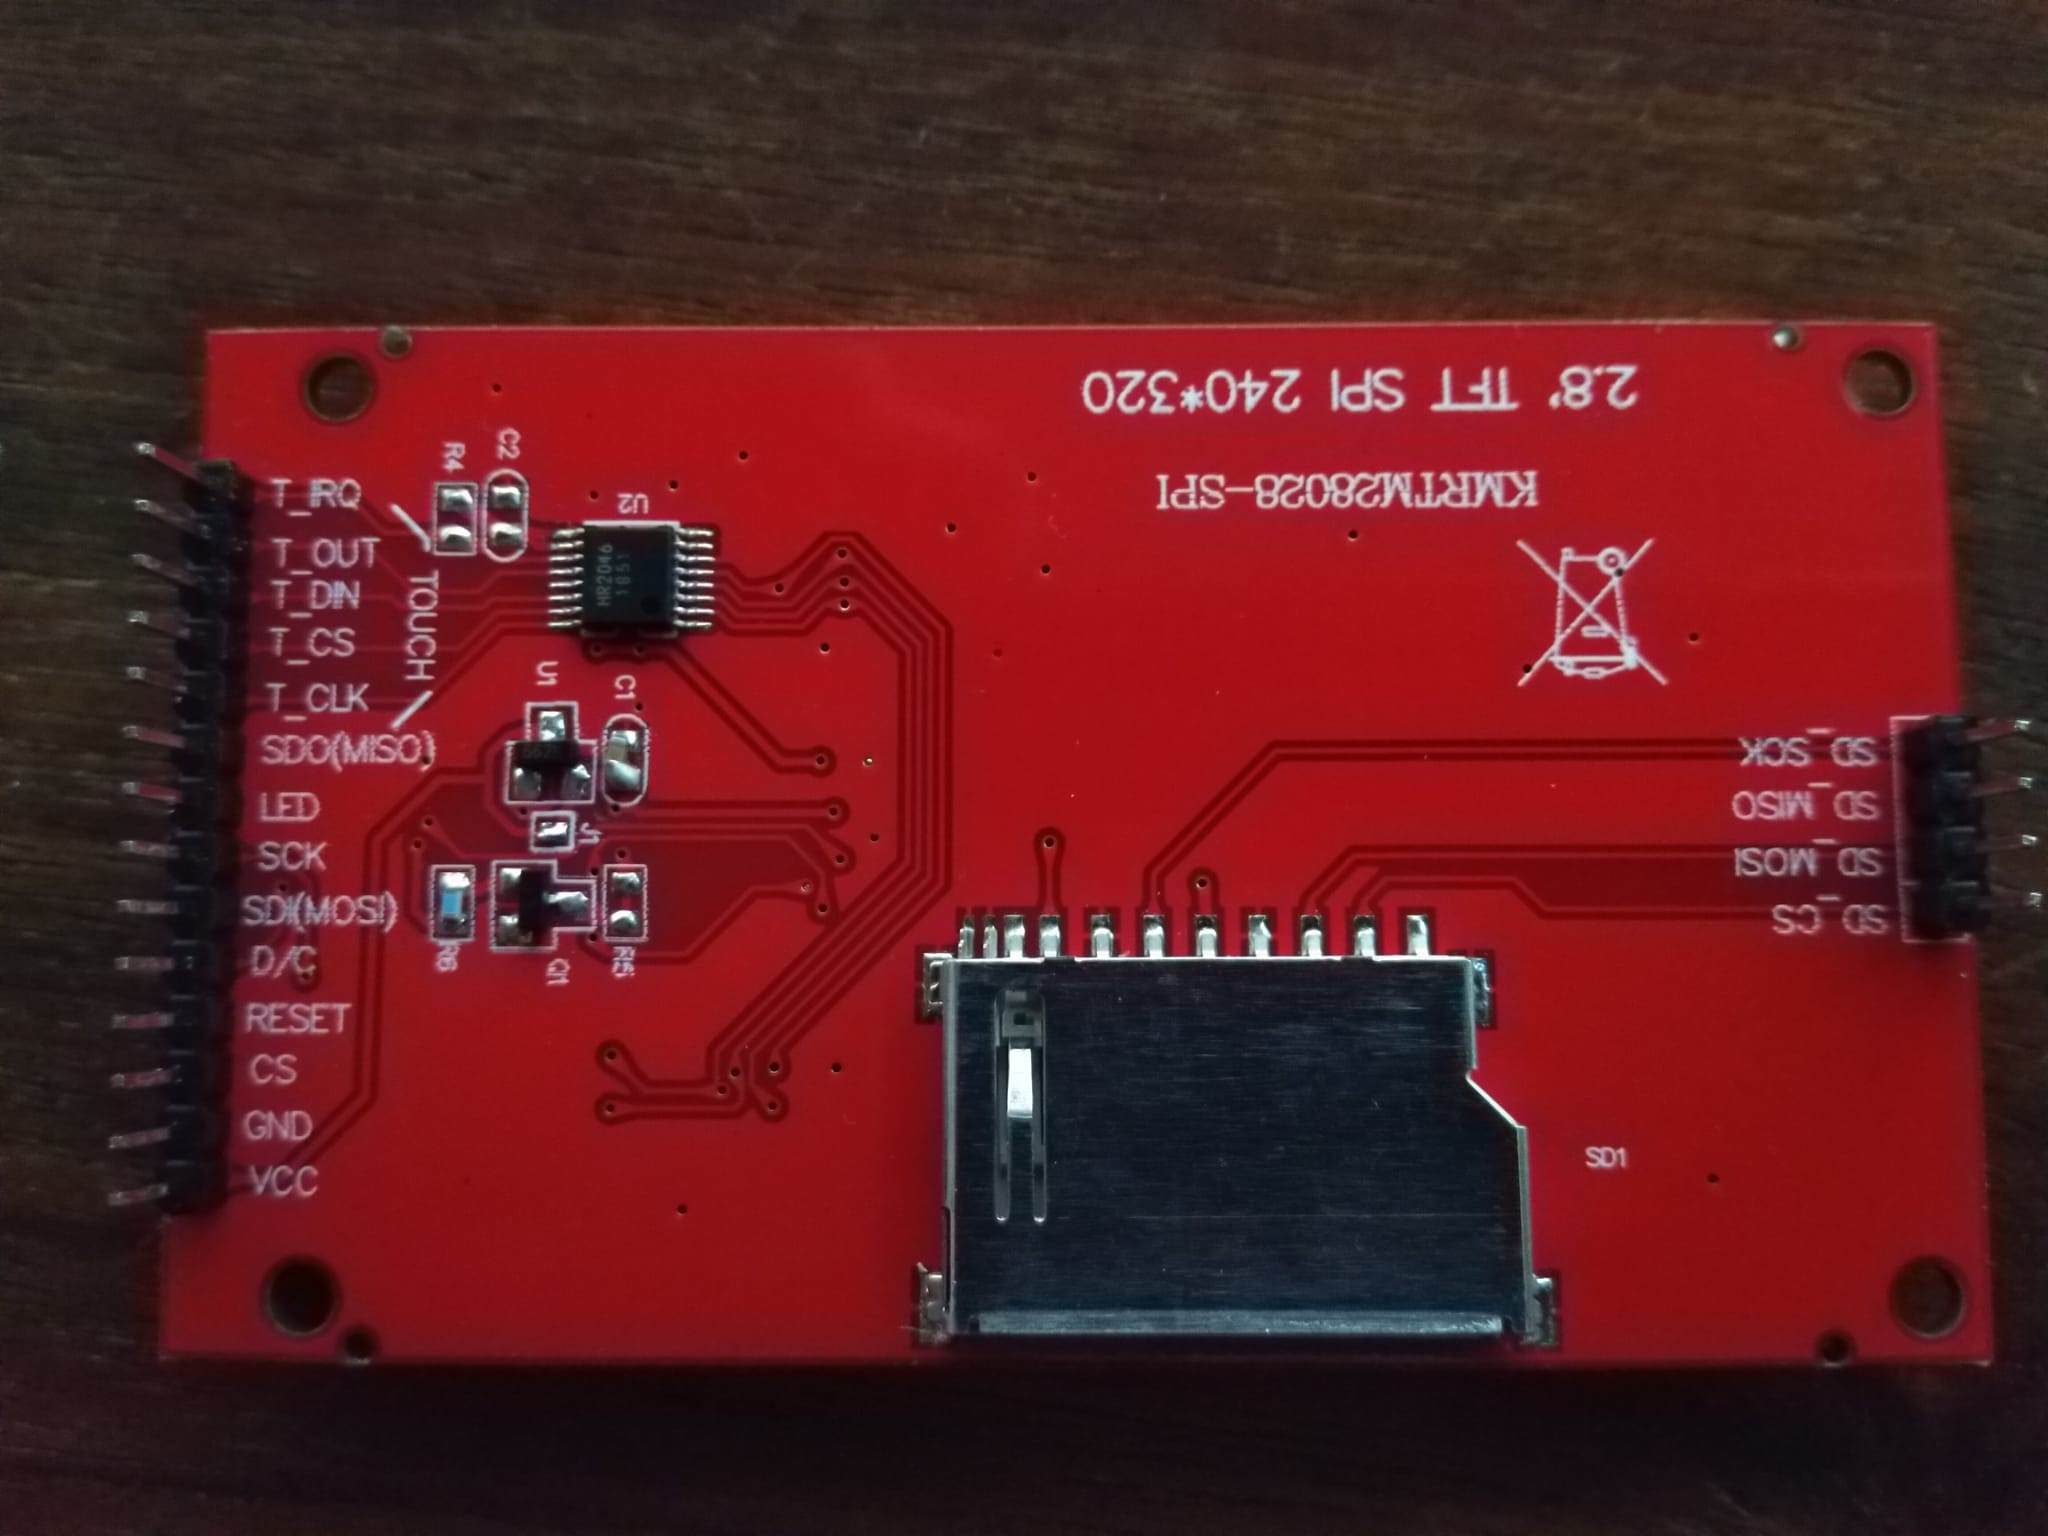 2.8' TFT SPI 240*320
KMRTM28028-SPI
T_IRQ
T_OUT
T_DIN
T_CS
T_CLK
SDO(MISO)
LED
SCK
SDI(MOSI)
D/C
RESET
CS
GND
VCC
TOUCH
R4
C2
U2
HR2046
1851
U1
C1
J1
R6
Q1
SD_SCK
SD_MISO
SD_MOSI
SD_CS
SD1